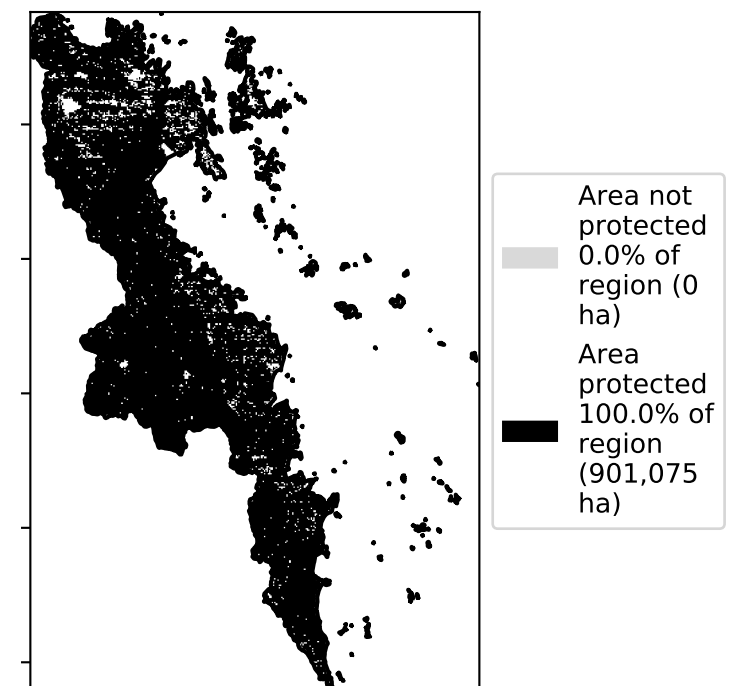 Area not
protected
0.0% of
region (0
ha)
Area
protected
100.0% of
region
(901,075
ha)